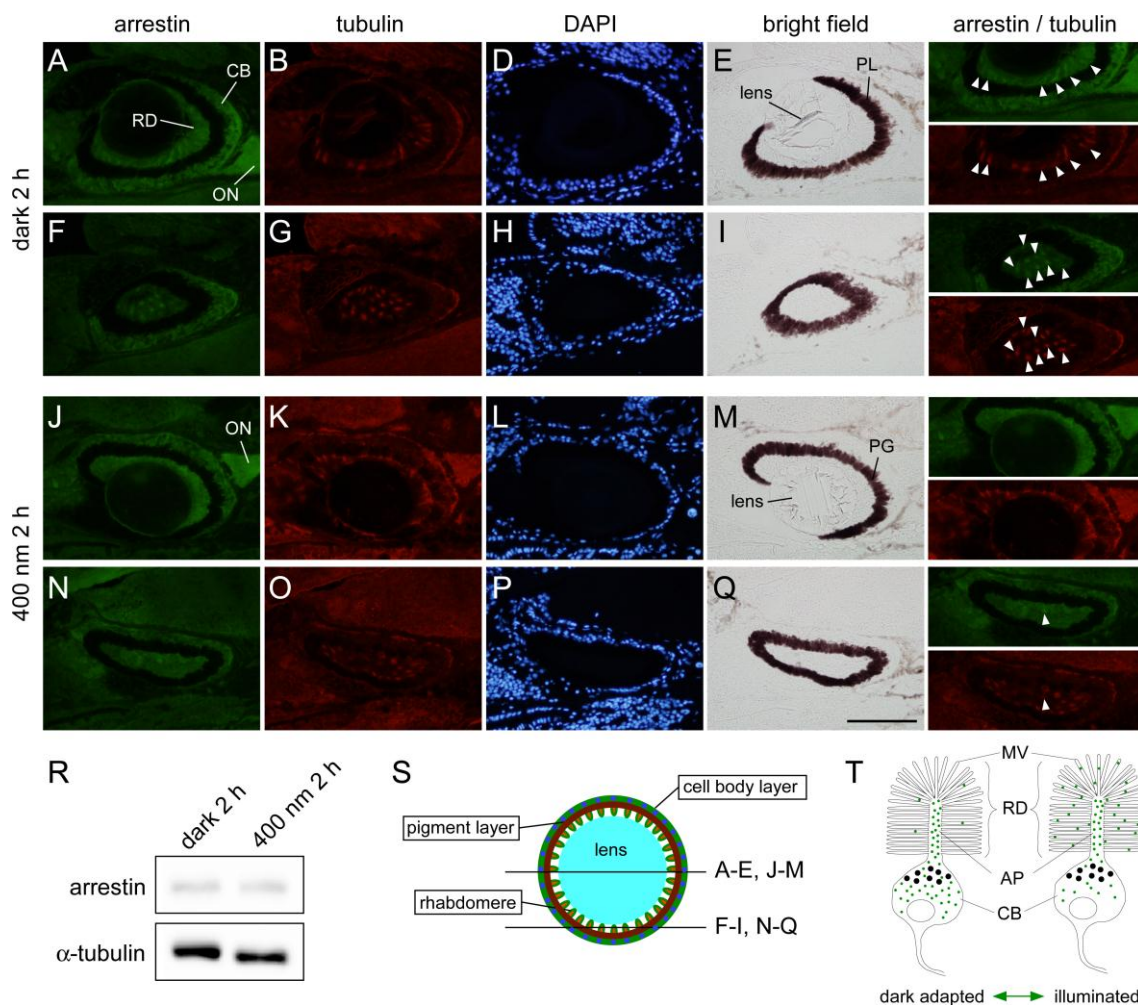 arrestin tubulin DAPI bright field arrestin / tubulin
dark 2 h
A CB RD ON B D E PL lens
F G H I
400 nm 2 h
J ON K L M PG lens
N O P Q
R
dark 2 h 400 nm 2 h
arrestin
α-tubulin
S
cell body layer
pigment layer
lens
rhabdomere
A-E, J-M
F-I, N-Q
T
MV
RD RD
AP
CB
dark adapted illuminated